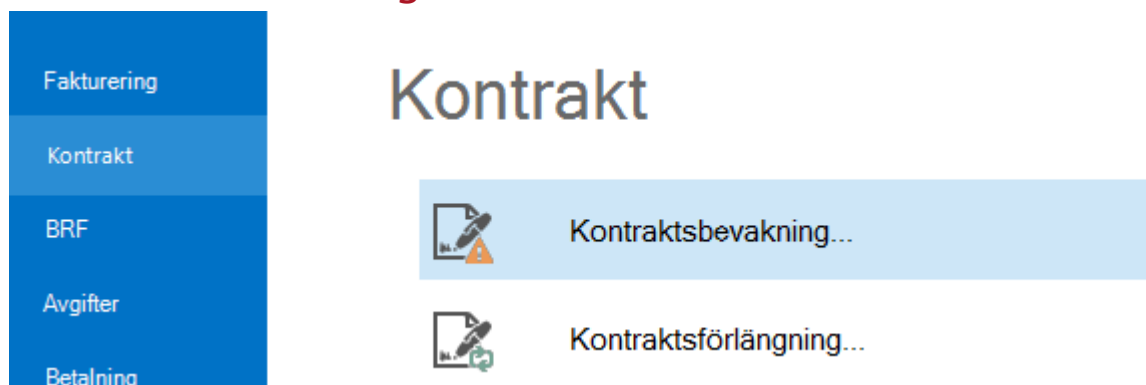 Fakturering
Kontrakt
BRF
Avgifter
Betalning
Kontrakt
Kontraktsbevakning...
Kontraktsförlängning...